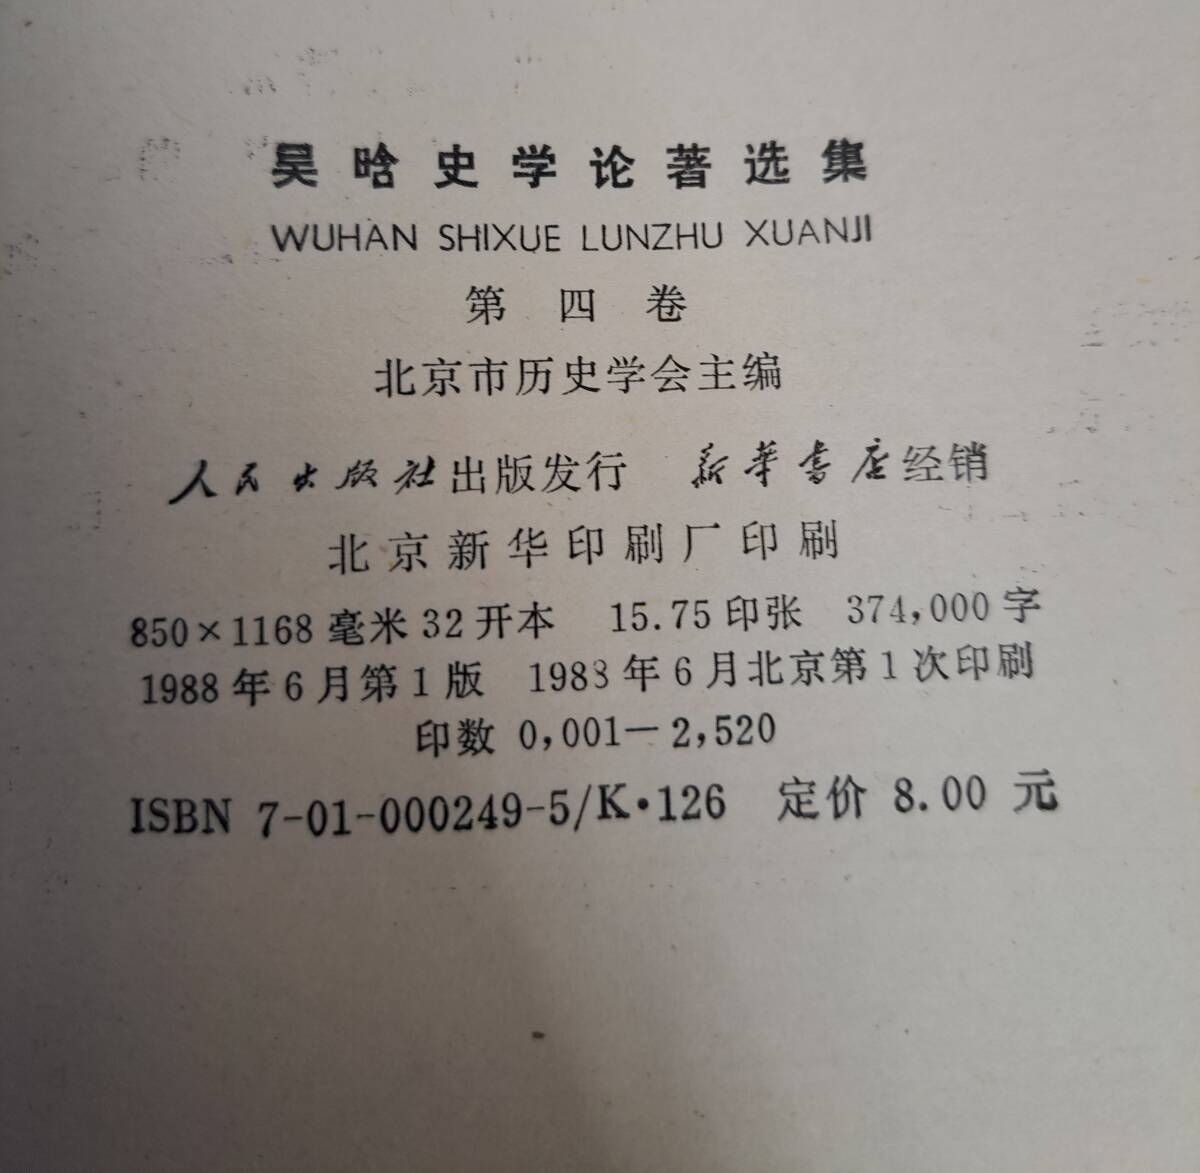 吴晗史学论著选集
WUHAN SHIXUE LUNZHU XUANJI
第四卷
北京市历史学会主编
人民出版社出版发行 新华书店经销
北京新华印刷厂印刷
850×1168毫米32开本 15.75印张 374,000字
1988年6月第1版 1988年6月北京第1次印刷
印数 0,001—2,520
ISBN 7-01-000249-5/K·126 定价 8.00 元